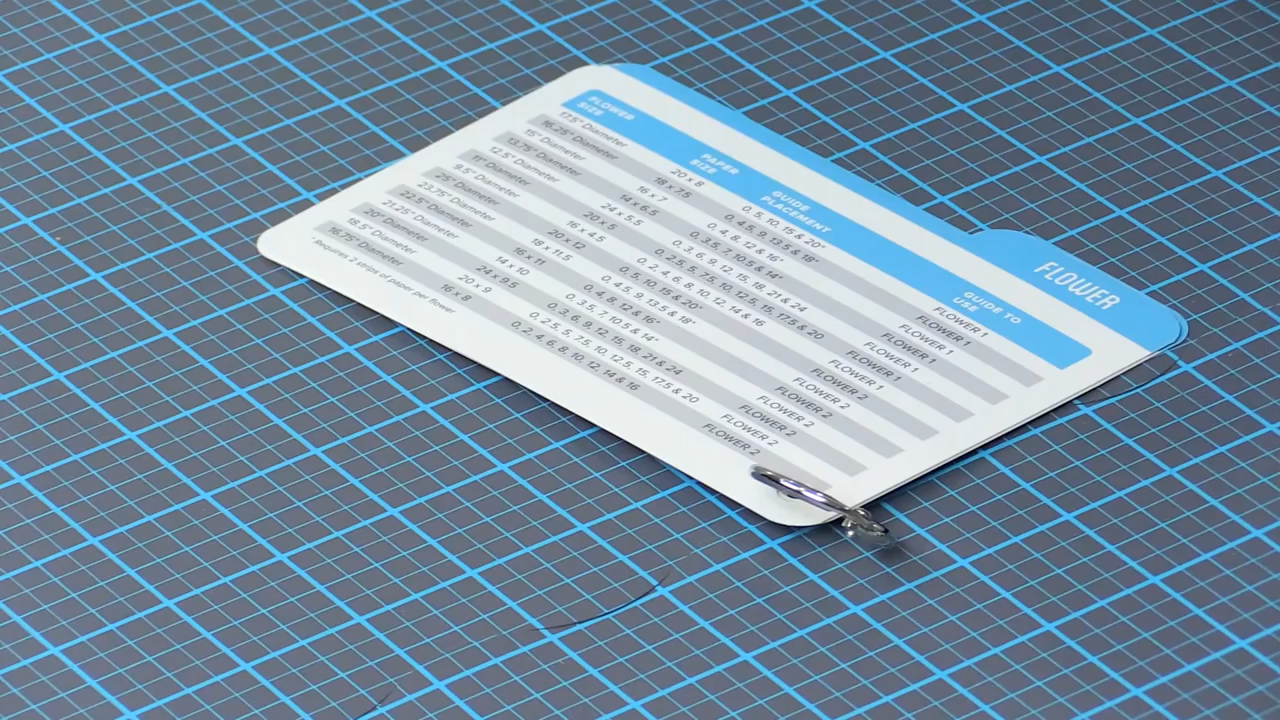 FLOWER
FLOWER SIZE PAPER SIZE GUIDE PLACEMENT GUIDE TO USE
17.5" Diameter 20 x 8 0, 5, 10, 15 & 20* FLOWER 1
16.25" Diameter 18 x 7.5 0, 4.5, 9, 13.5 & 18* FLOWER 1
15" Diameter 16 x 7 0, 4, 8, 12 & 16* FLOWER 1
13.75" Diameter 14 x 6.5 0, 3.5, 7, 10.5 & 14* FLOWER 1
12.5" Diameter 24 x 5.5 0, 3, 6, 9, 12, 15, 18, 21 & 24 FLOWER 1
11" Diameter 20 x 5 0, 2.5, 5, 7.5, 10, 12.5, 15, 17.5 & 20 FLOWER 1
9.5" Diameter 16 x 4.5 0, 2, 4, 6, 8, 10, 12, 14 & 16 FLOWER 1
25" Diameter 20 x 12 0, 5, 10, 15 & 20* FLOWER 2
23.75" Diameter 18 x 11.5 0, 4.5, 9, 13.5 & 18* FLOWER 2
22.5" Diameter 16 x 11 0, 4, 8, 12 & 16* FLOWER 2
21.25" Diameter 14 x 10 0, 3.5, 7, 10.5 & 14* FLOWER 2
20" Diameter 24 x 9.5 0, 3, 6, 9, 12, 15, 18, 21 & 24 FLOWER 2
18.5" Diameter 20 x 9 0, 2.5, 5, 7.5, 10, 12.5, 15, 17.5 & 20 FLOWER 2
16.75" Diameter 16 x 8 0, 2, 4, 6, 8, 10, 12, 14 & 16 FLOWER 2
* Requires 2 strips of paper per flower